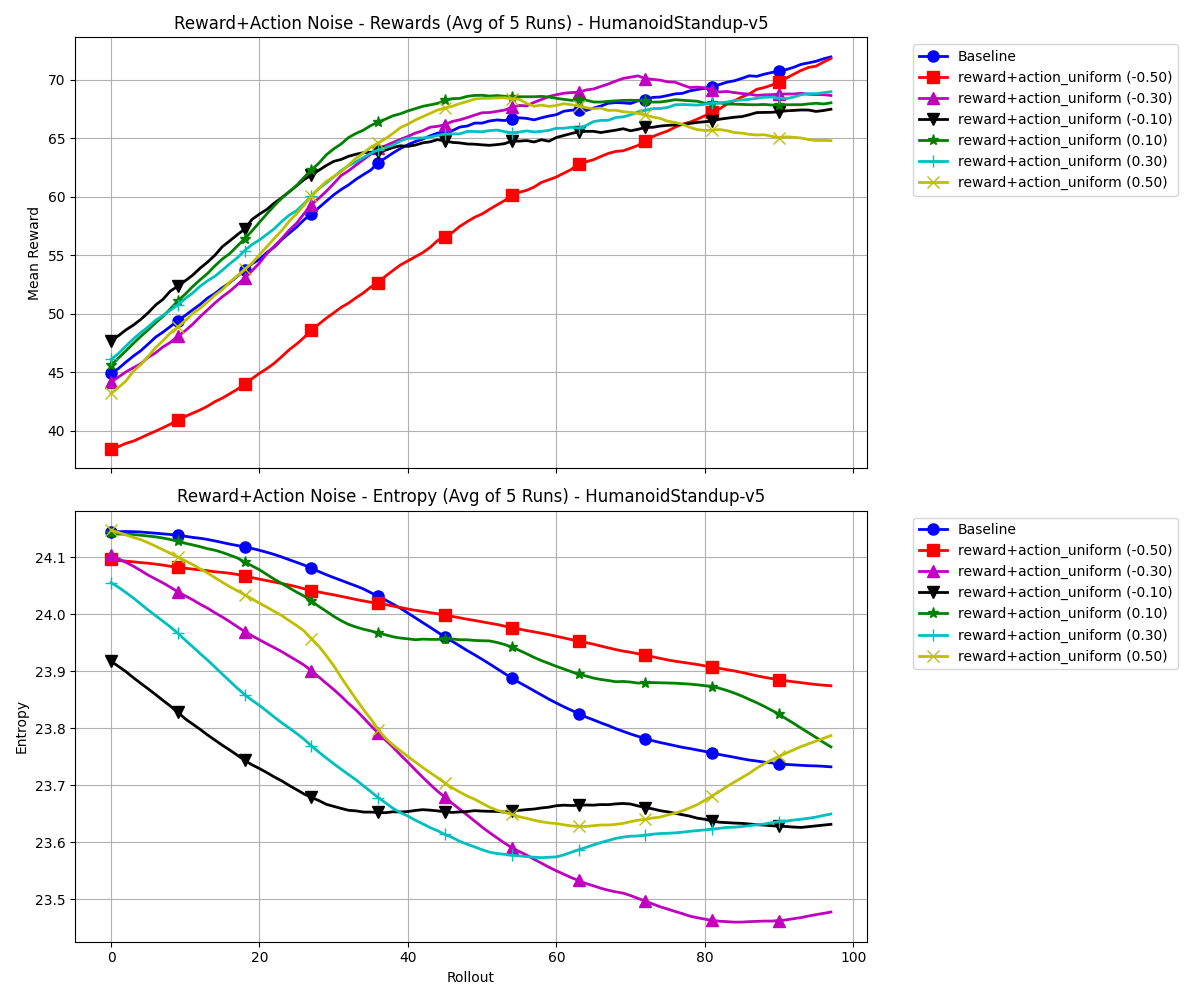 Reward+Action Noise - Rewards (Avg of 5 Runs) - HumanoidStandup-v5
Mean Reward
70
65
60
55
50
45
40
Baseline
reward+action_uniform (-0.50)
reward+action_uniform (-0.30)
reward+action_uniform (-0.10)
reward+action_uniform (0.10)
reward+action_uniform (0.30)
reward+action_uniform (0.50)
Reward+Action Noise - Entropy (Avg of 5 Runs) - HumanoidStandup-v5
Entropy
24.1
24.0
23.9
23.8
23.7
23.6
23.5
0
20
40
60
80
100
Rollout
Baseline
reward+action_uniform (-0.50)
reward+action_uniform (-0.30)
reward+action_uniform (-0.10)
reward+action_uniform (0.10)
reward+action_uniform (0.30)
reward+action_uniform (0.50)